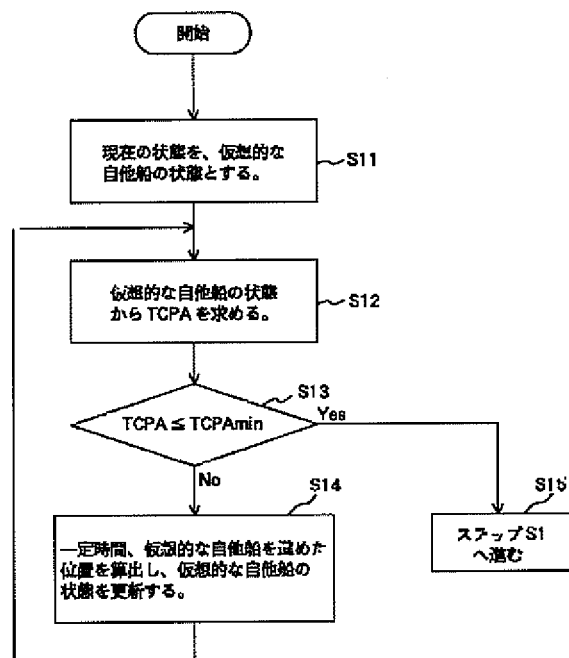 開始
現在の状態を、仮想的な
自他船の状態とする。
S11
仮想的な自他船の状態
からTCPAを求める。
S12
S13
TCPA ≦ TCPAmin
Yes
No
S14
一定時間、仮想的な自他船を進めた
位置を算出し、仮想的な自他船の
状態を更新する。
S15
ステップS1
へ進む